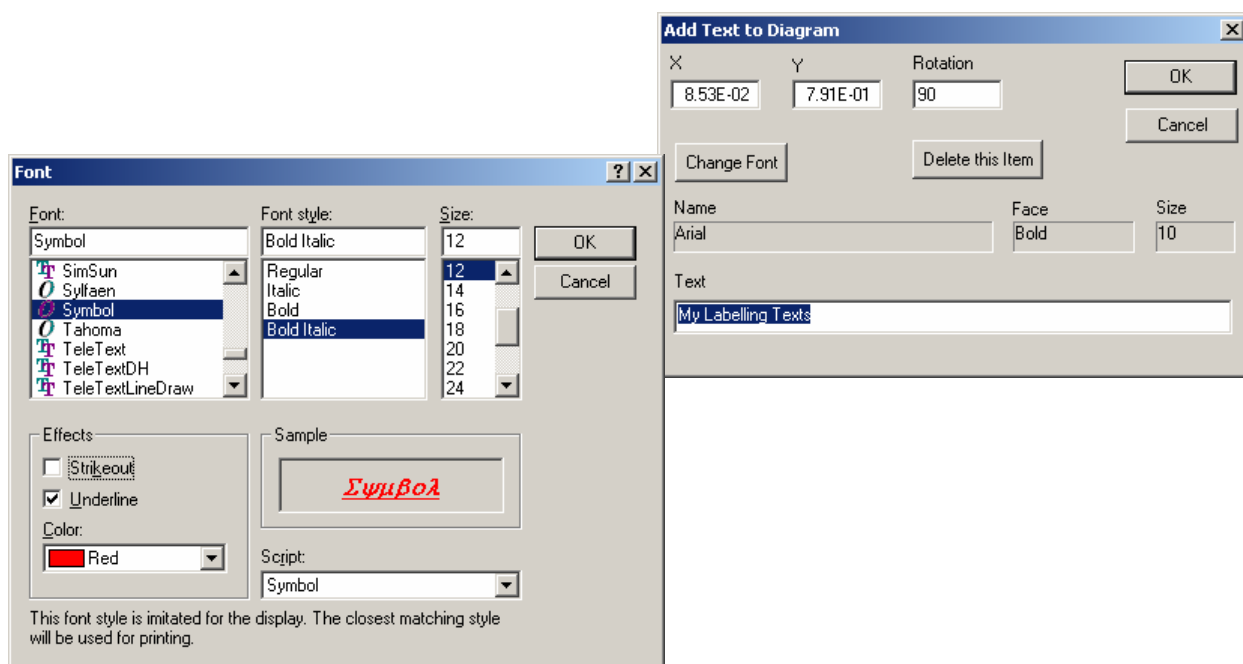 Add Text to Diagram
X Y Rotation
8.53E-02 7.91E-01 90 OK
Cancel
Change Font Delete this Item
Name Face Size
Arial Bold 10
Text
My Labelling Texts
Font
Font: Font style: Size:
Symbol Bold Italic 12 OK
Cancel
SimSun Regular 12
Sylfaen Italic 14
Symbol Bold 16
Tahoma Bold Italic 18
TeleText 20
TeleTextDH 22
TeleTextLineDraw 24
Effects Sample
Strikeout
Σψμβολ
Underline
Color:
Red
Script:
Symbol
This font style is imitated for the display. The closest matching style
will be used for printing.